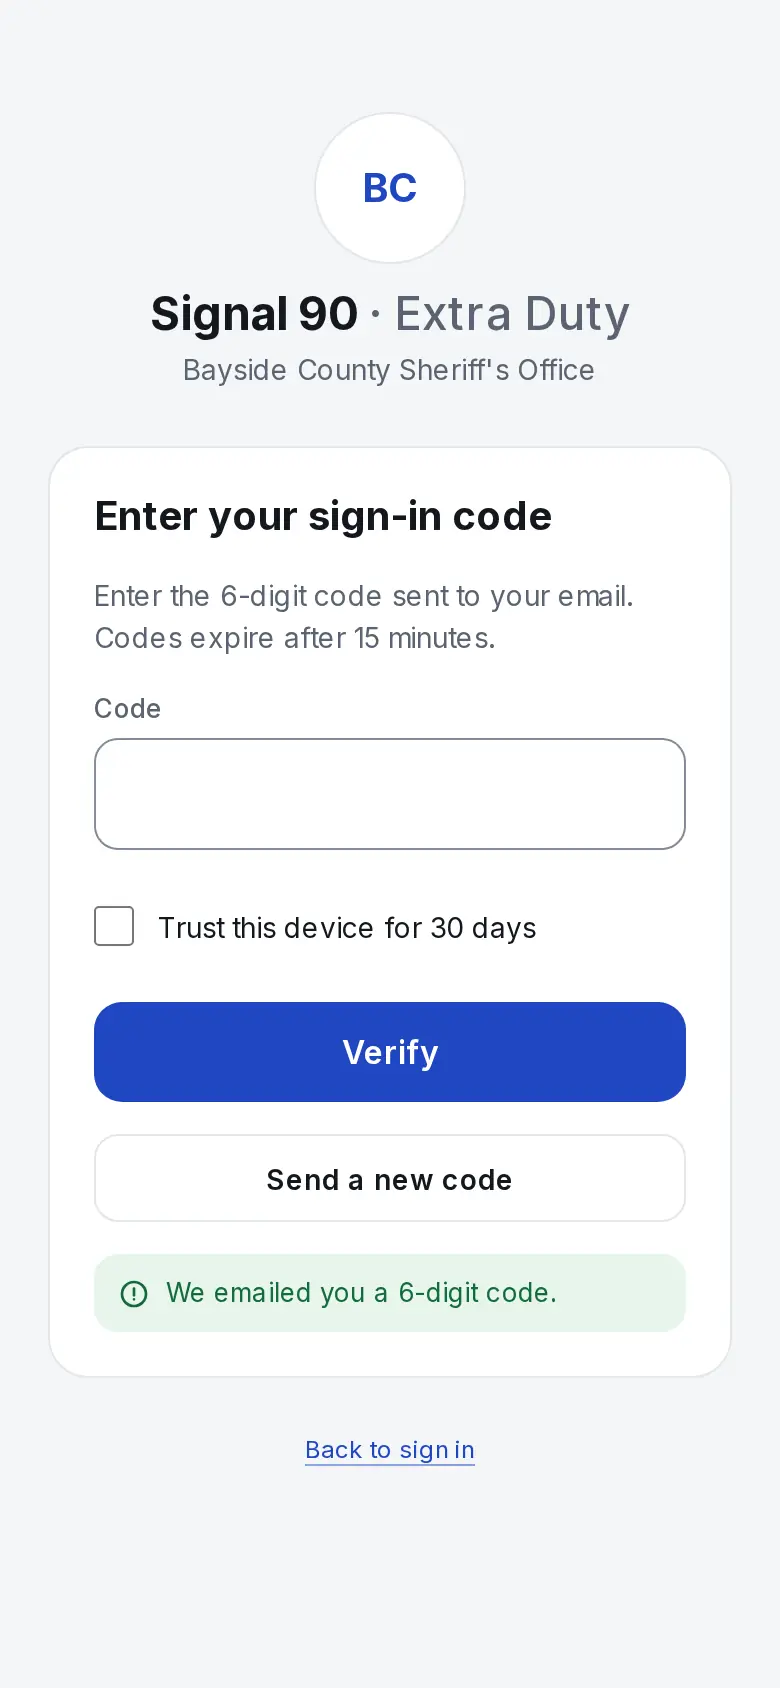 BC
Signal 90 · Extra Duty
Bayside County Sheriff's Office
Enter your sign-in code
Enter the 6-digit code sent to your email.
Codes expire after 15 minutes.
Code
Trust this device for 30 days
Verify
Send a new code
We emailed you a 6-digit code.
Back to sign in